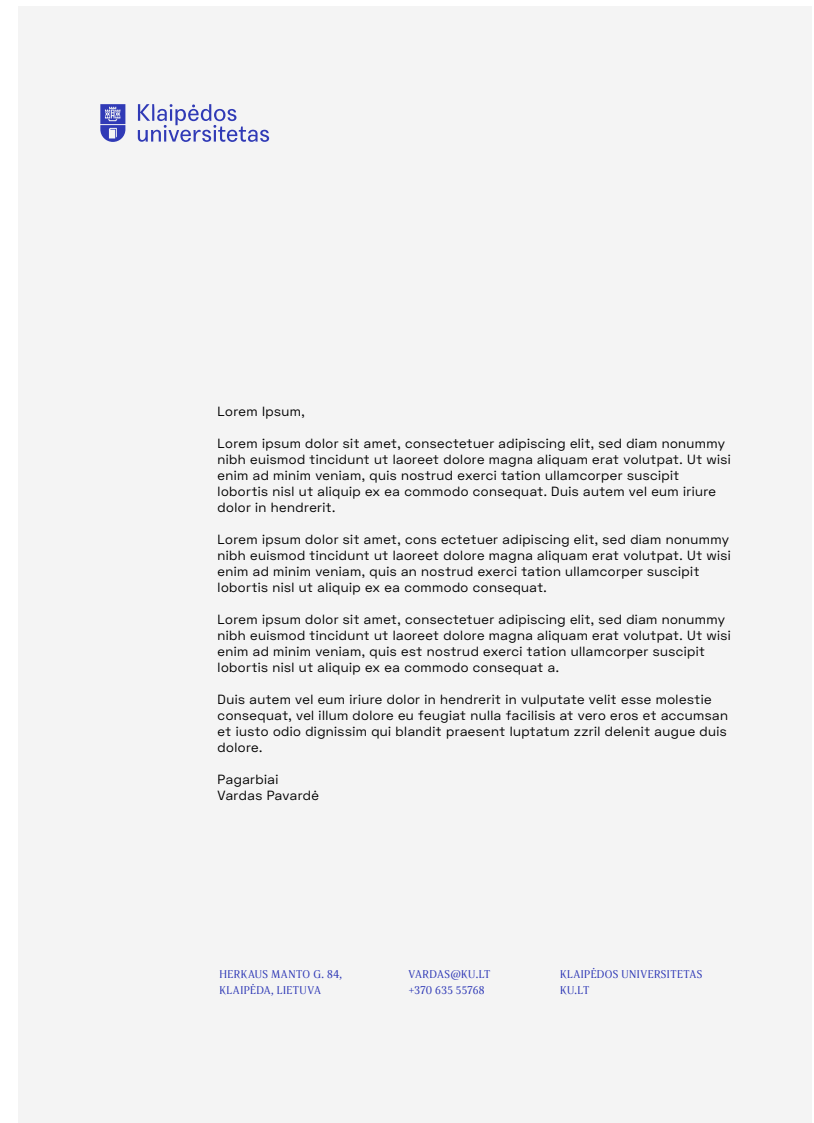 Klaipėdos
universitetas
Lorem Ipsum,
Lorem ipsum dolor sit amet, consectetuer adipiscing elit, sed diam nonummy
nibh euismod tincidunt ut laoreet dolore magna aliquam erat volutpat. Ut wisi
enim ad minim veniam, quis nostrud exerci tation ullamcorper suscipit
lobortis nisl ut aliquip ex ea commodo consequat. Duis autem vel eum iriure
dolor in hendrerit.
Lorem ipsum dolor sit amet, cons ectetuer adipiscing elit, sed diam nonummy
nibh euismod tincidunt ut laoreet dolore magna aliquam erat volutpat. Ut wisi
enim ad minim veniam, quis an nostrud exerci tation ullamcorper suscipit
lobortis nisl ut aliquip ex ea commodo consequat.
Lorem ipsum dolor sit amet, consectetuer adipiscing elit, sed diam nonummy
nibh euismod tincidunt ut laoreet dolore magna aliquam erat volutpat. Ut wisi
enim ad minim veniam, quis est nostrud exerci tation ullamcorper suscipit
lobortis nisl ut aliquip ex ea commodo consequat a.
Duis autem vel eum iriure dolor in hendrerit in vulputate velit esse molestie
consequat, vel illum dolore eu feugiat nulla facilisis at vero eros et accumsan
et iusto odio dignissim qui blandit praesent luptatum zzril delenit augue duis
dolore.
Pagarbiai
Vardas Pavardė
HERKAUS MANTO G. 84,
KLAIPĖDA, LIETUVA
VARDAS@KU.LT
+370 635 55768
KLAIPĖDOS UNIVERSITETAS
KU.LT